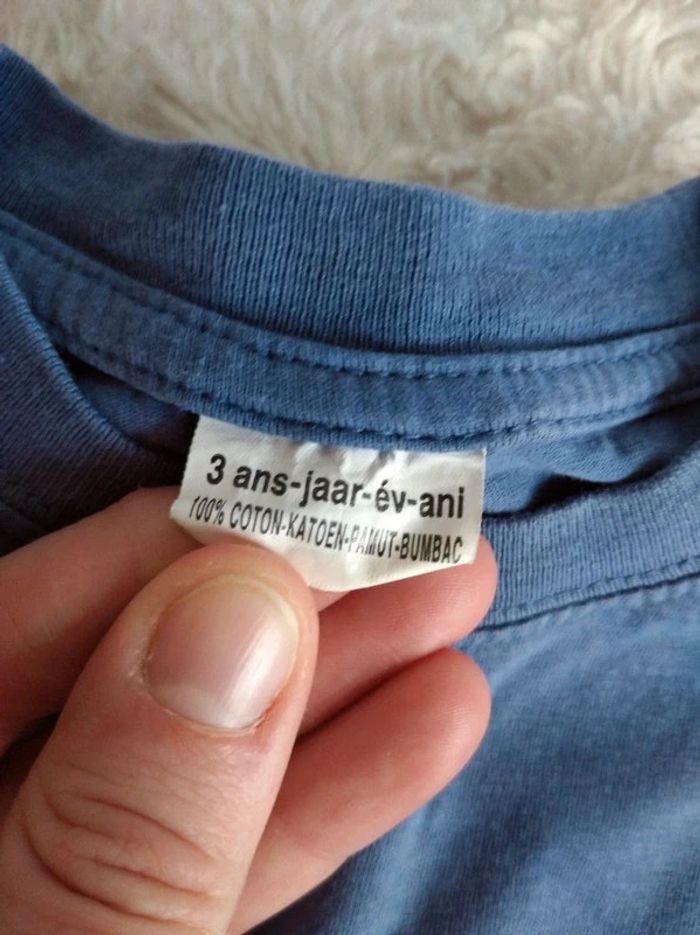 3 ans-jaar-év-ani
100% COTON-KATOEN-PAMUT-BUMBAC